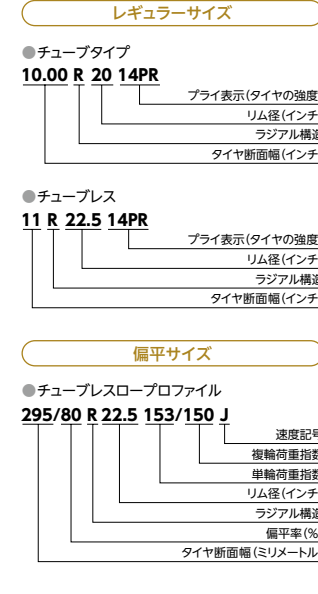 レギュラーサイズ
●チューブタイプ
10.00 R 20 14PR
プライ表示(タイヤの強度
リム径(インチ
ラジアル構造
タイヤ断面幅(インチ
●チューブレス
11 R 22.5 14PR
プライ表示(タイヤの強度
リム径(インチ
ラジアル構造
タイヤ断面幅(インチ
偏平サイズ
●チューブレスロープロファイル
295/80 R 22.5 153/150 J
速度記号
複輪荷重指数
単輪荷重指数
リム径(インチ
ラジアル構造
偏平率(%
タイヤ断面幅(ミリメートル